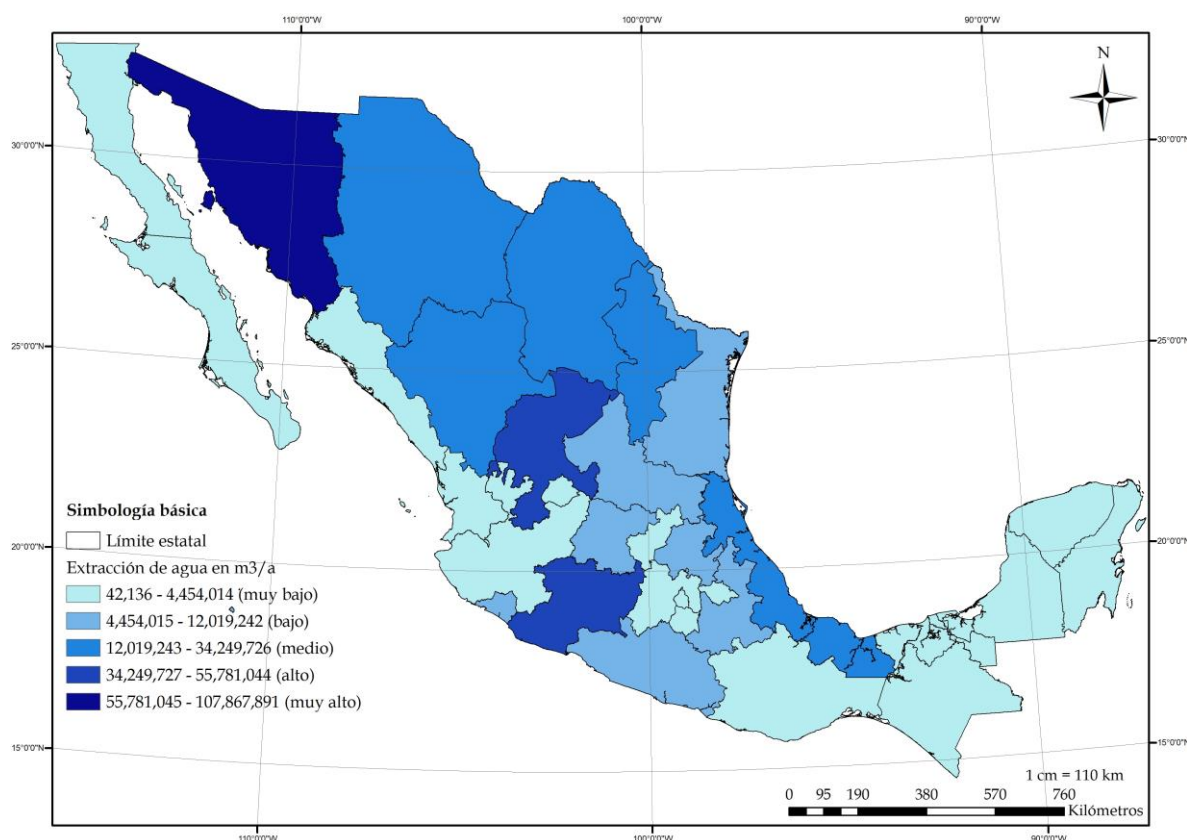 110°0'0"W
100°0'0"W
90°0'0"W
N
30°0'0"N
30°0'0"N
25°0'0"N
25°0'0"N
Simbología básica
Límite estatal
Extracción de agua en m3/a
42,136 - 4,454,014 (muy bajo)
4,454,015 - 12,019,242 (bajo)
12,019,243 - 34,249,726 (medio)
34,249,727 - 55,781,044 (alto)
55,781,045 - 107,867,891 (muy alto)
20°0'0"N
20°0'0"N
15°0'0"N
15°0'0"N
1 cm = 110 km
0 95 190 380 570 760
Kilómetros
110°0'0"W
100°0'0"W
90°0'0"W